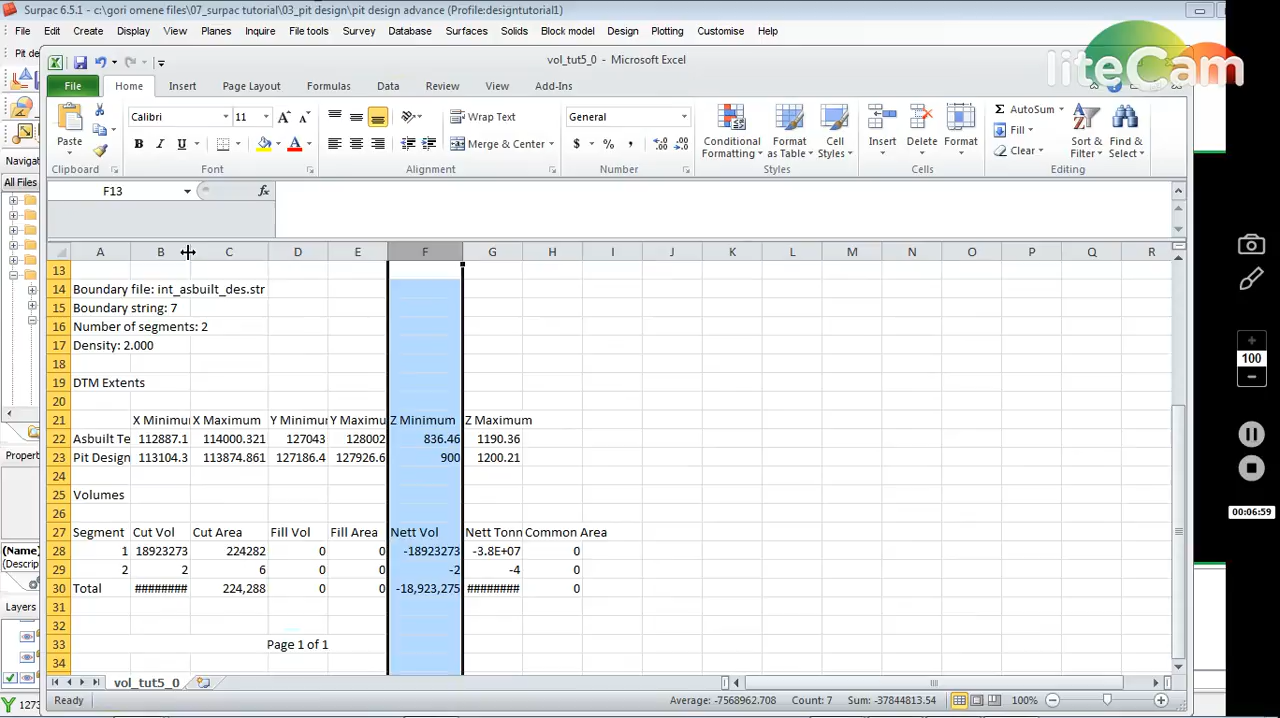 Surpac 6.5.1 - c:\gori omene files\07_surpac tutorial\03_pit design\pit design advance (Profile:designtutorial1)
File Edit Create Display View Planes Inquire File tools Survey Database Surfaces Solids Block model Design Plotting Customise Help
Pit de
vol_tut5_0 - Microsoft Excel
liteCam
File Home Insert Page Layout Formulas Data Review View Add-Ins
Calibri 11 Wrap Text General AutoSum
Fill
Paste B I U Merge & Center $ % , Conditional Formatting Format as Table Cell Styles Insert Delete Format Clear Sort & Filter Find & Select
Clipboard Font Alignment Number Styles Cells Editing
Navigat
All Files
F13 fx
A B C D E F G H I J K L M N O P Q R
13
14 Boundary file: int_asbuilt_des.str
15 Boundary string: 7
16 Number of segments: 2
17 Density: 2.000
18
19 DTM Extents
20
21 X Minimu X Maximum Y Minimur Y Maximu Z Minimum Z Maximum
22 Asbuilt Te 112887.1 114000.321 127043 128002 836.46 1190.36
23 Pit Design 113104.3 113874.861 127186.4 127926.6 900 1200.21
24
25 Volumes
26
27 Segment Cut Vol Cut Area Fill Vol Fill Area Nett Vol Nett Tonn Common Area
28 1 18923273 224282 0 0 -18923273 -3.8E+07 0
29 2 2 6 0 0 -2 -4 0
30 Total ######## 224,288 0 0 -18,923,275 ######## 0
31
32
33 Page 1 of 1
34
Propert
(Name)
(Descrip
Layers
100
00:06:59
vol_tut5_0
Ready Average: -7568962.708 Count: 7 Sum: -37844813.54 100%
Y 1273